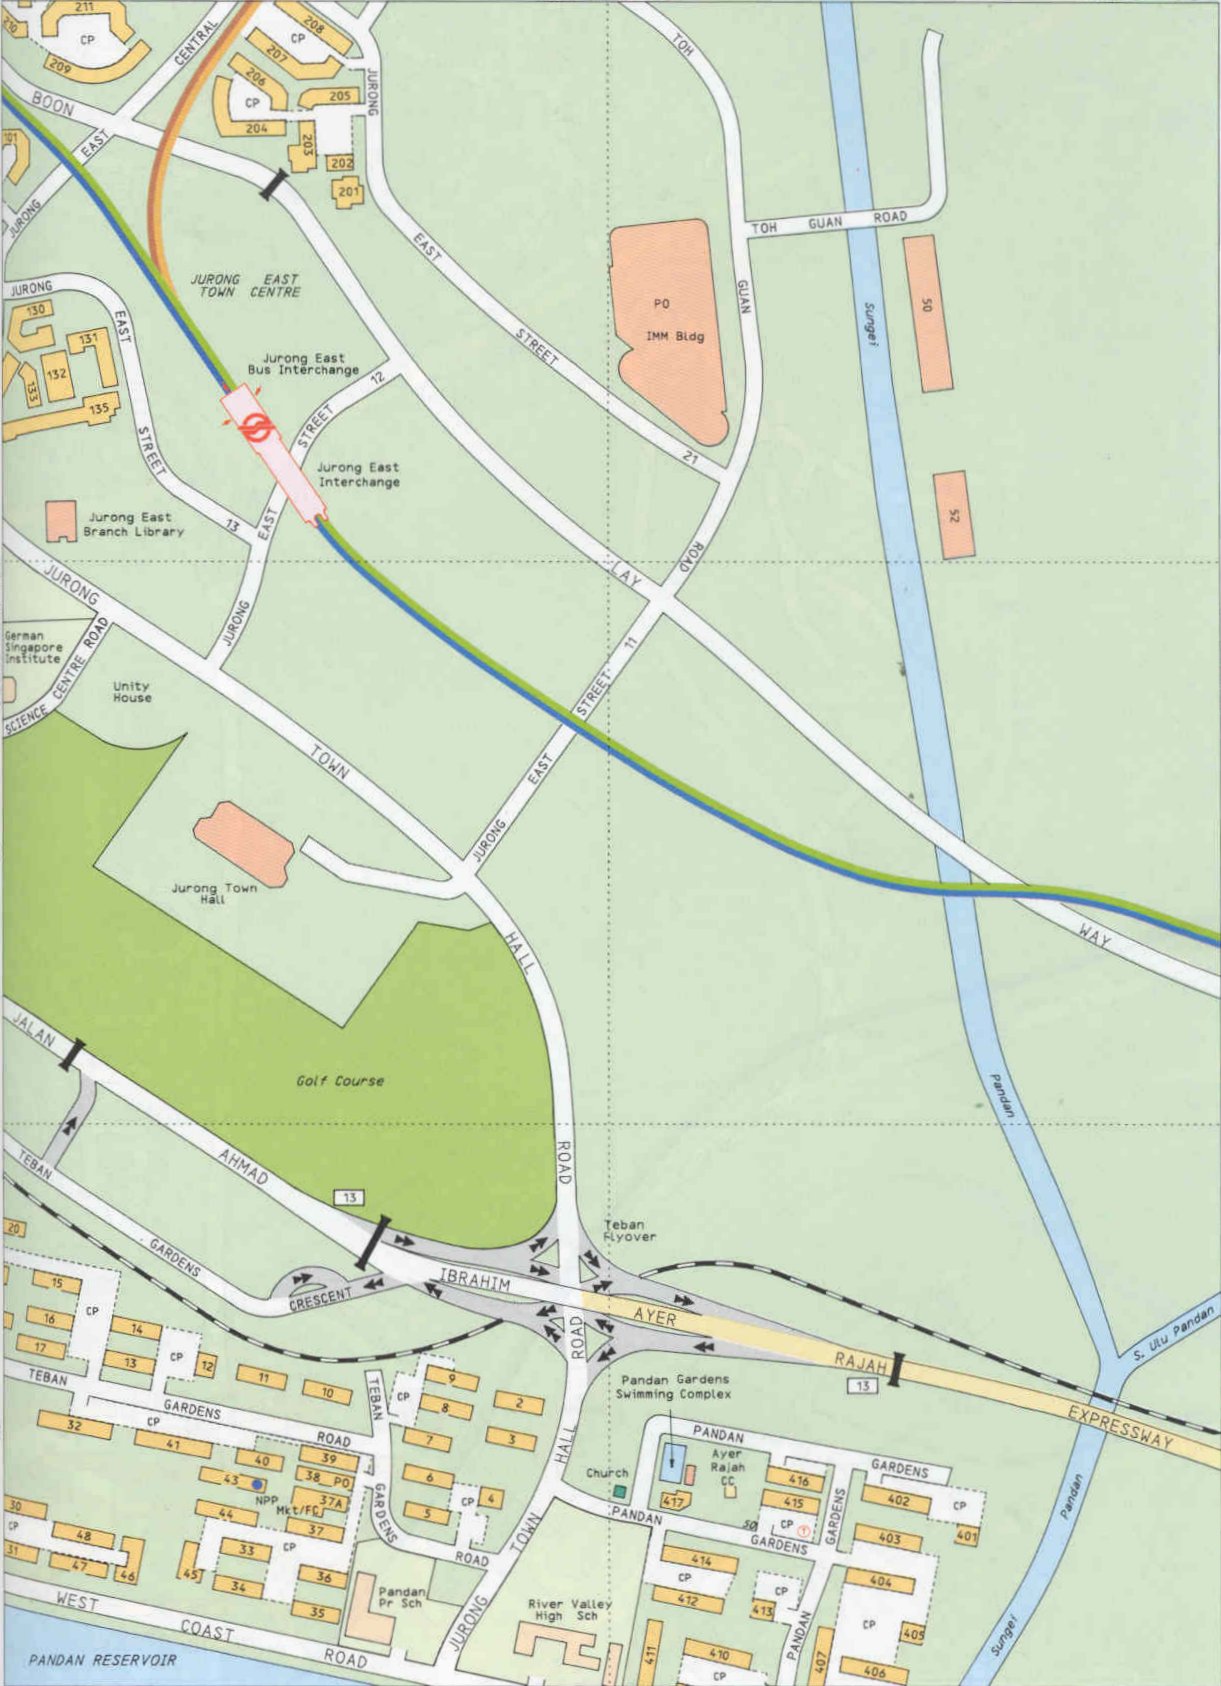 211
210
CP
209
CENTRAL
208
CP
207
206
CP
205
204
203
202
201
JURONG
TOH
BOON
101
EAST
JURONG
TOH GUAN ROAD
EAST
JURONG EAST
TOWN CENTRE
JURONG
130
EAST
131
132
133
135
GUAN
PO
IMM Bldg
Sungei
50
STREET
Jurong East
Bus Interchange
12
STREET
STREET
21
Jurong East
Interchange
52
Jurong East
Branch Library
13
EAST
JURONG
LAY
ROAD
JURONG
German
Singapore
Institute
SCIENCE CENTRE ROAD
Unity
House
11
STREET
TOWN
EAST
JURONG
Jurong Town
Hall
HALL
WAY
JALAN
Golf Course
Pandan
TEBAN
AHMAD
ROAD
13
Teban
Flyover
20
GARDENS
CRESCENT
IBRAHIM
AYER
ROAD
RAJAH
13
EXPRESSWAY
S. Ulu Pandan
15
CP
16
14
17
13
CP
12
11
10
TEBAN
GARDENS
ROAD
TEBAN
CP
9
8
2
7
3
HALL
Pandan Gardens
Swimming Complex
PANDAN
GARDENS
32
CP
41
40
39
43
38 PO
NPP
37A
Mkt/FC
6
5
CP
4
Church
417
Ayer
Rajah
CC
416
415
CP
50
402
CP
401
Pandan
30
CP
31
48
47
46
44
37
33
CP
45
34
36
35
GARDENS
ROAD
TOWN
JURONG
PANDAN
GARDENS
GARDENS
403
414
CP
412
CP
413
404
CP
405
406
407
PANDAN
410
CP
411
Pandan
Pr Sch
River Valley
High Sch
WEST
COAST
ROAD
PANDAN RESERVOIR
Sungei